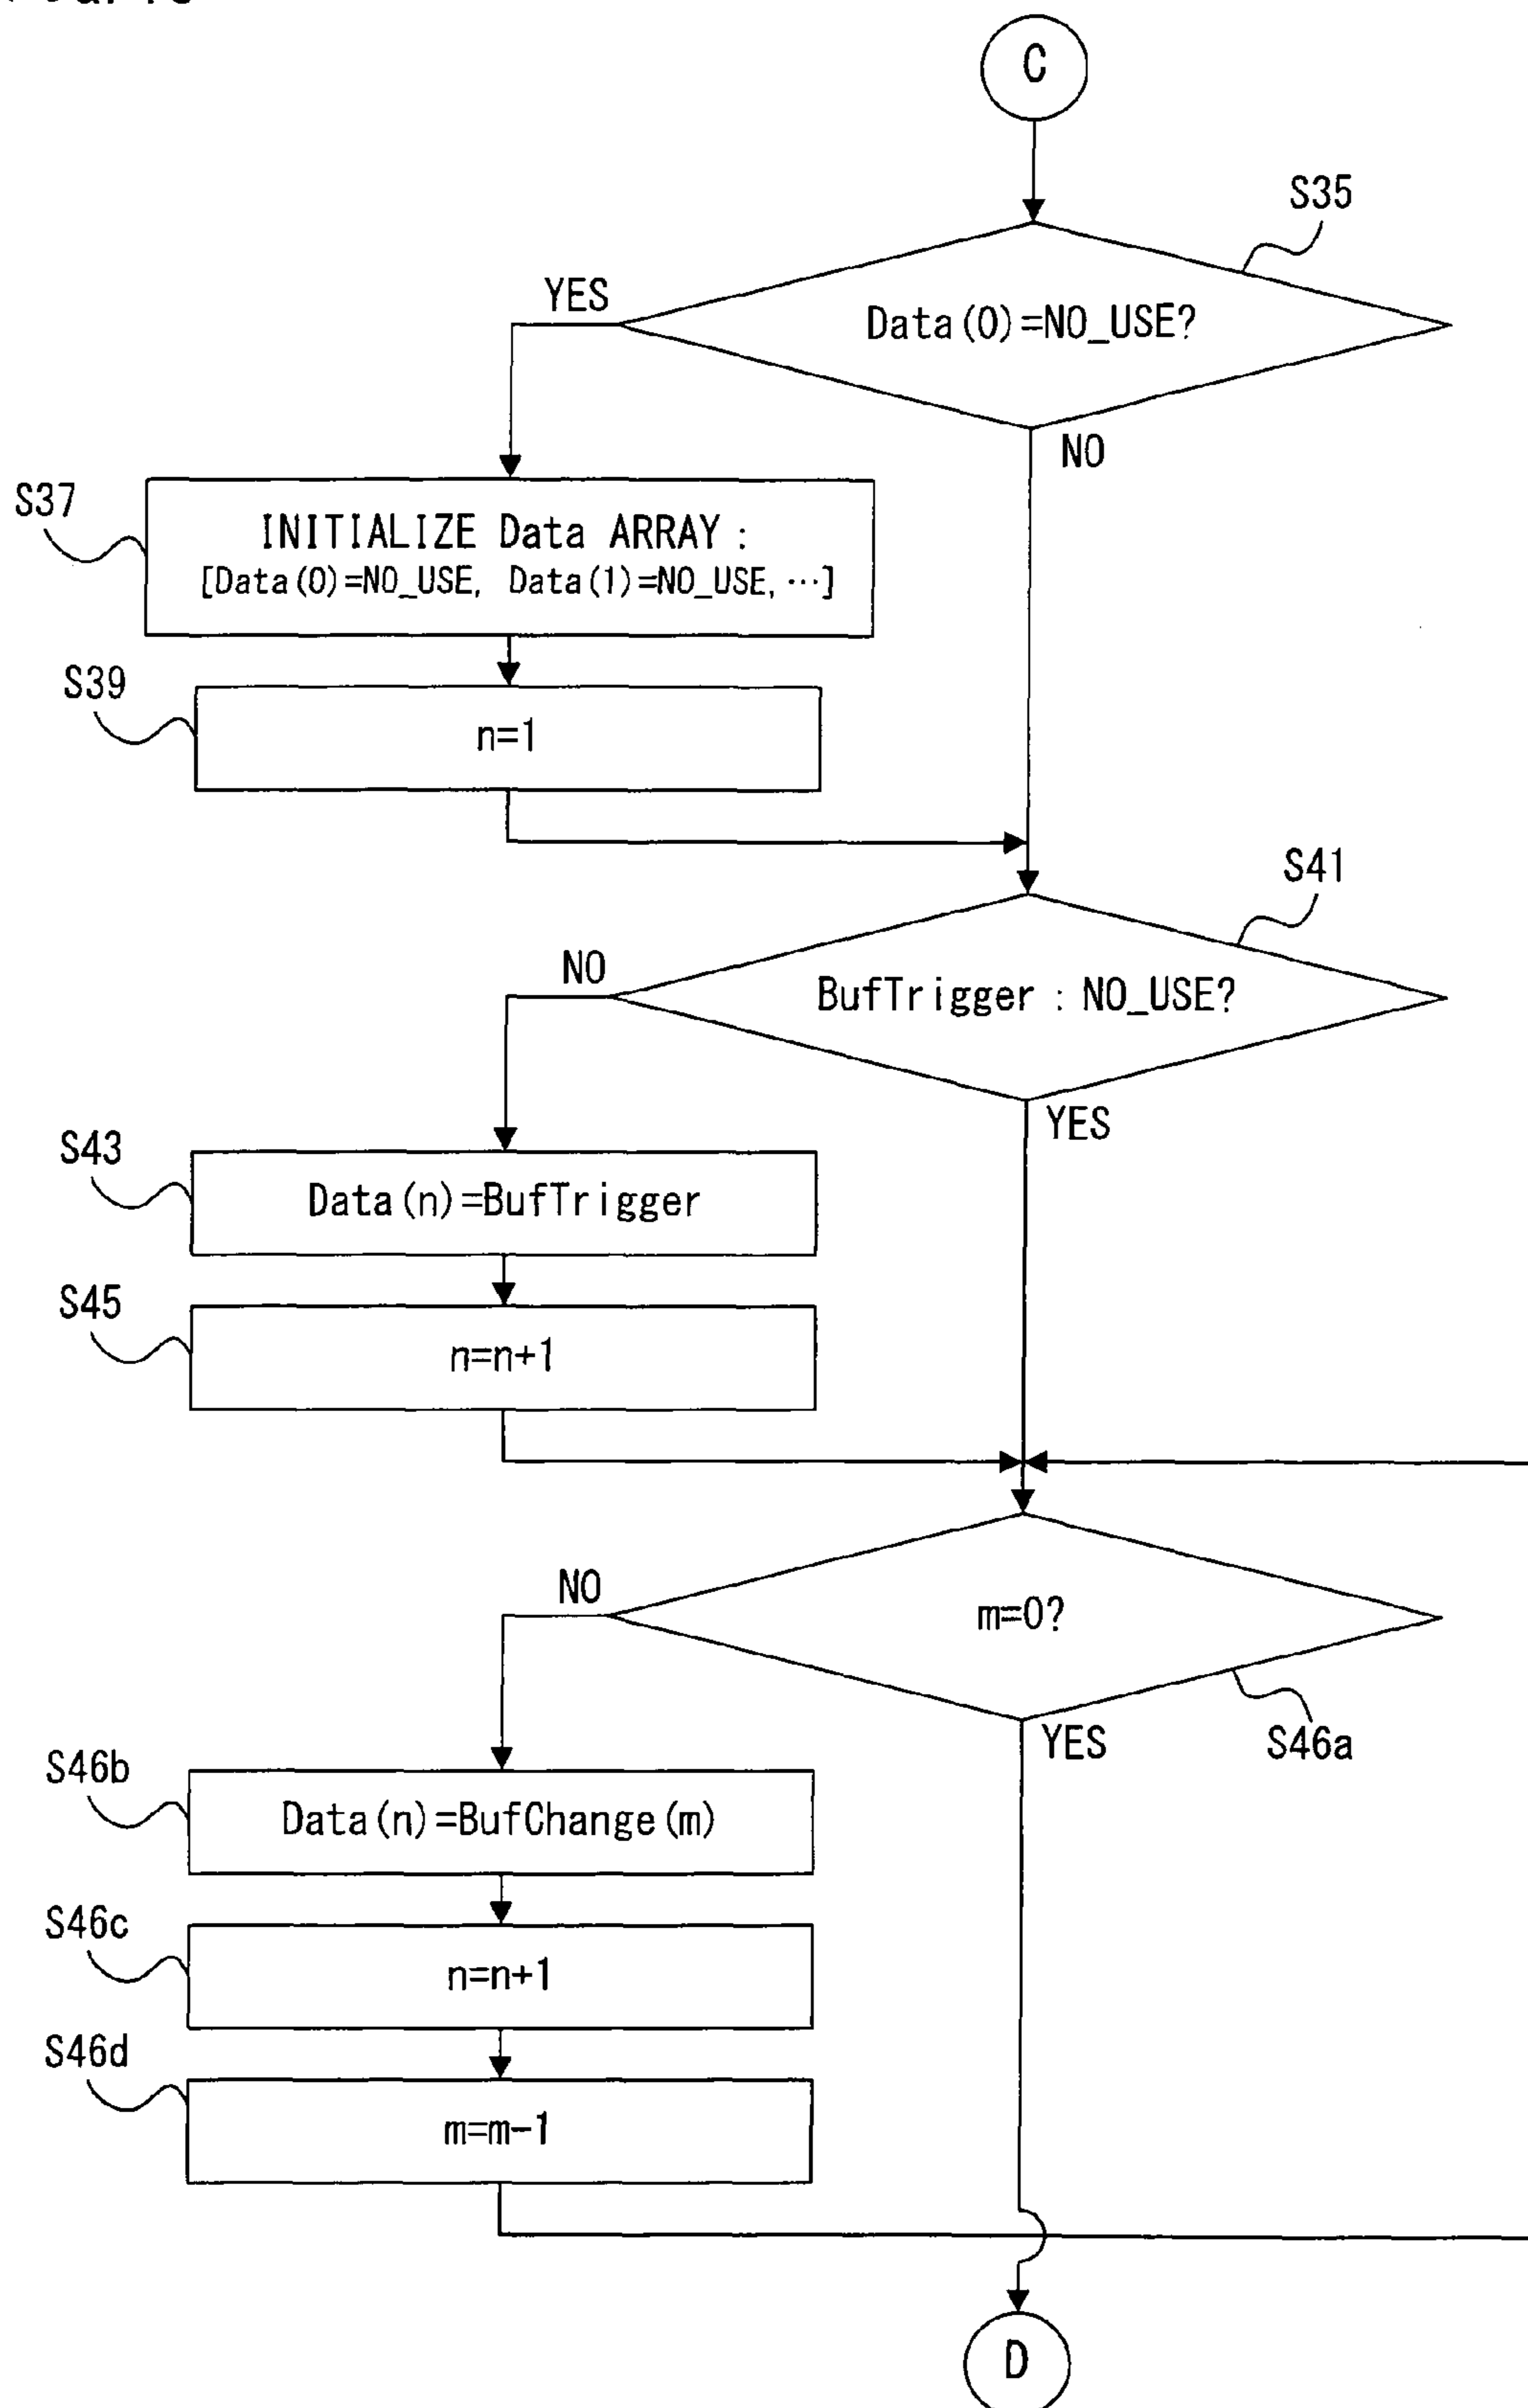 C
S35
YES
Data(0)=NO_USE?
NO
S37
INITIALIZE Data ARRAY:
[Data(0)=NO_USE, Data(1)=NO_USE, ⋯]
S39
n=1
S41
NO
BufTrigger : NO_USE?
YES
S43
Data(n)=BufTrigger
S45
n=n+1
NO
m=0?
YES
S46a
S46b
Data(n)=BufChange(m)
S46c
n=n+1
S46d
m=m-1
D